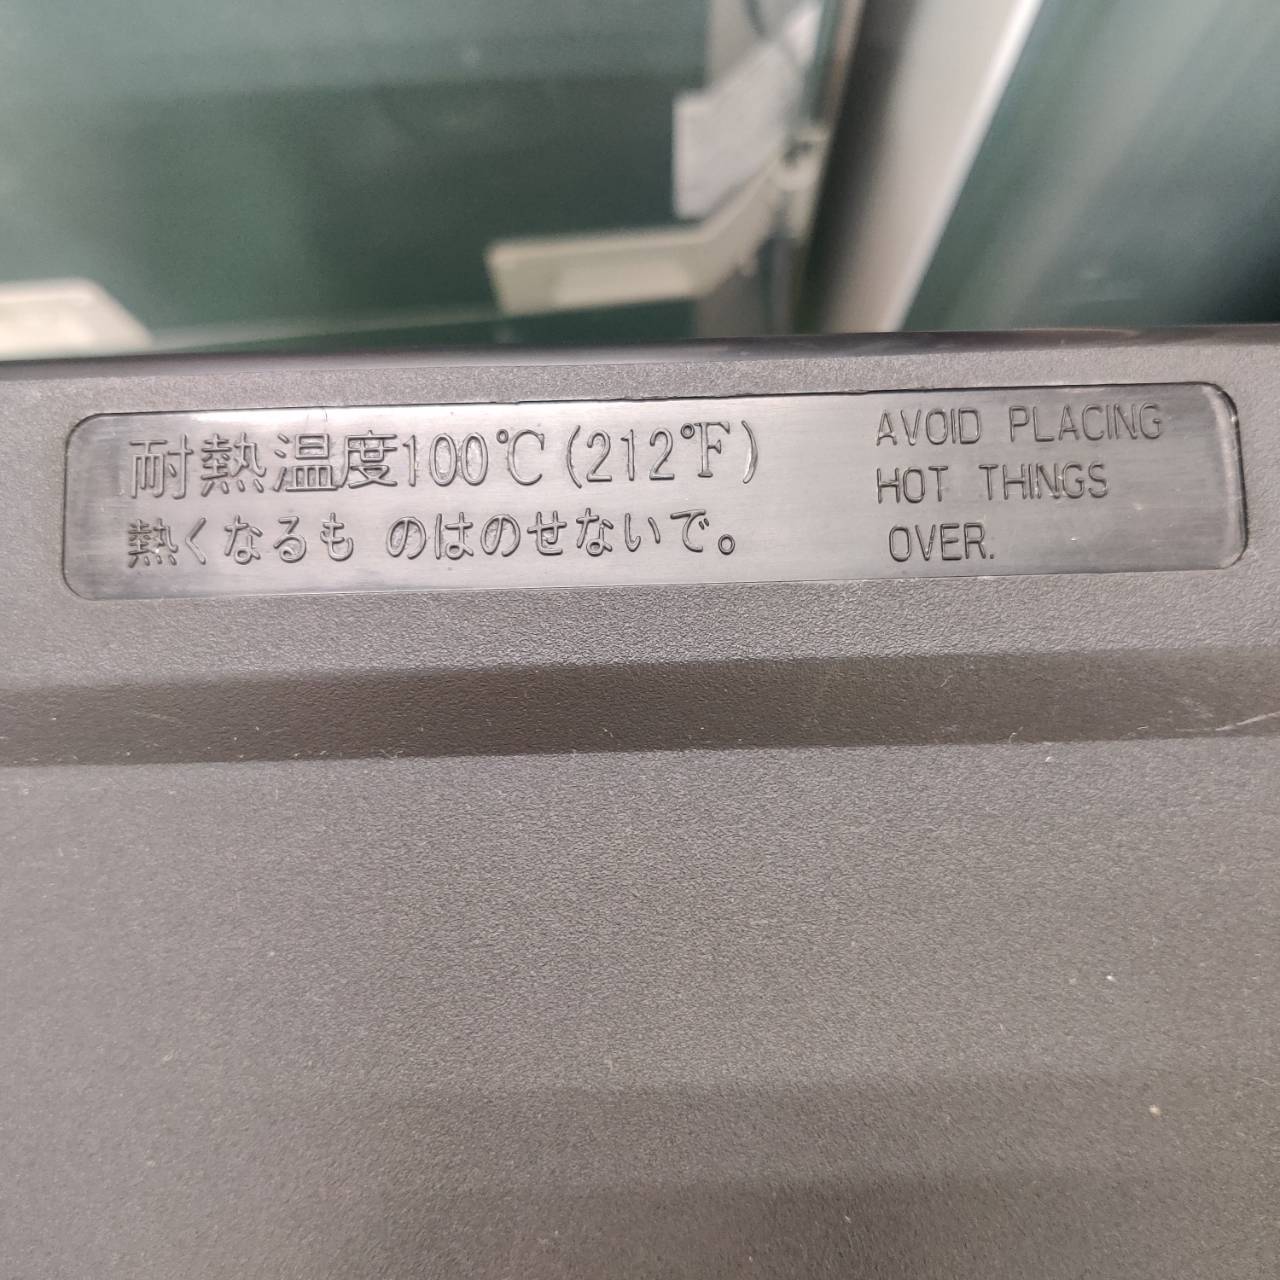 耐熱温度100℃(212℉)
熱くなるも のはのせないで。
AVOID PLACING
HOT THINGS
OVER.